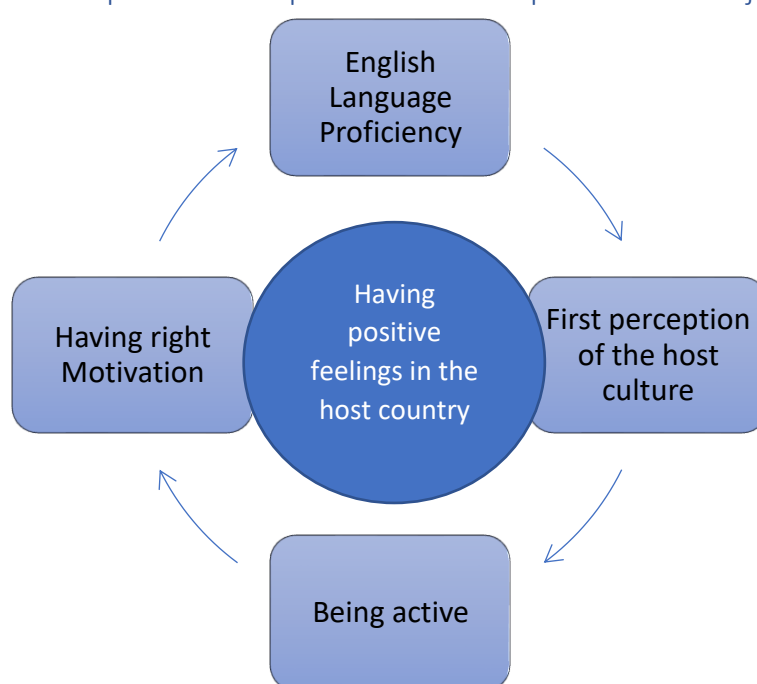 English
Language
Proficiency
Having
positive
feelings in the
host country
Having right
Motivation
First perception
of the host
culture
Being active